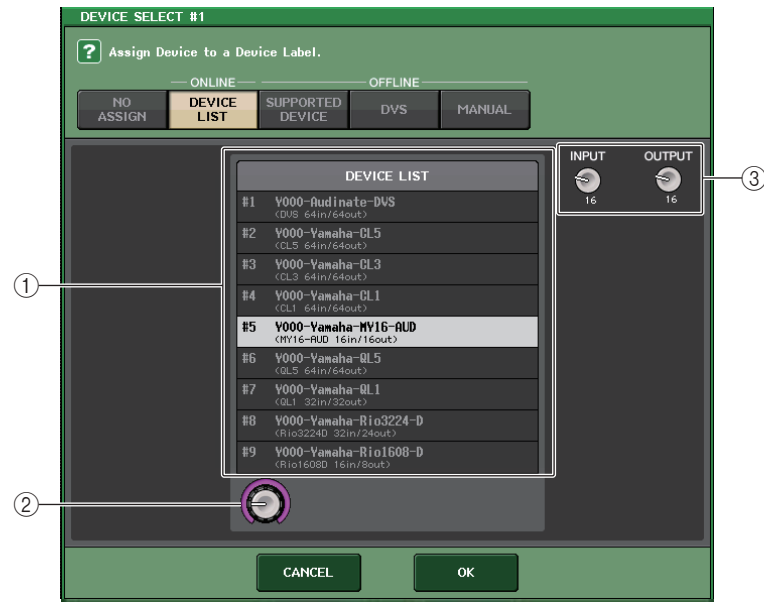 DEVICE SELECT #1
? Assign Device to a Device Label.
ONLINE
OFFLINE
NO ASSIGN
DEVICE LIST
SUPPORTED DEVICE
DVS
MANUAL
INPUT
OUTPUT
16
16
③
DEVICE LIST
#1 Y000-Audinate-DVS
(DVS 64in/64out)
#2 Y000-Yamaha-CL5
(CL5 64in/64out)
#3 Y000-Yamaha-CL3
(CL3 64in/64out)
①
#4 Y000-Yamaha-CL1
(CL1 64in/64out)
#5 Y000-Yamaha-MY16-AUD
(MY16-AUD 16in/16out)
#6 Y000-Yamaha-QL5
(QL5 64in/64out)
#7 Y000-Yamaha-QL1
(QL1 32in/32out)
#8 Y000-Yamaha-Rio3224-D
(Rio3224D 32in/24out)
#9 Y000-Yamaha-Rio1608-D
(Rio1608D 16in/8out)
②
CANCEL
OK